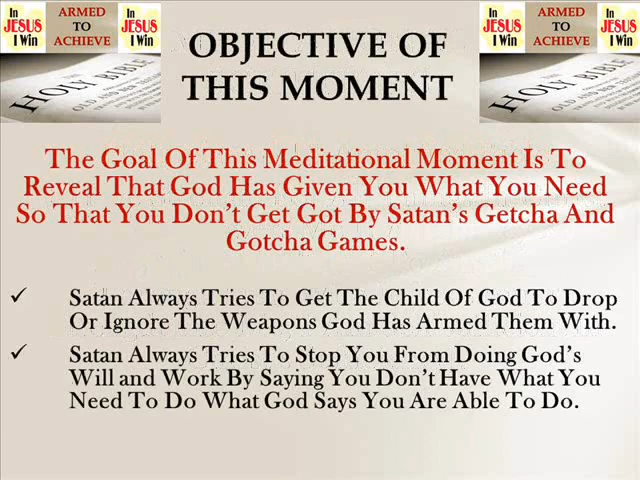 In
JESUS
I Win
ARMED
TO
ACHIEVE
In
JESUS
I Win
HOLY BIBLE
OBJECTIVE OF
THIS MOMENT
In
JESUS
I Win
ARMED
TO
ACHIEVE
In
JESUS
I Win
HOLY BIBLE
The Goal Of This Meditational Moment Is To
Reveal That God Has Given You What You Need
So That You Don’t Get Got By Satan’s Getcha And
Gotcha Games.
✓ Satan Always Tries To Get The Child Of God To Drop
Or Ignore The Weapons God Has Armed Them With.
✓ Satan Always Tries To Stop You From Doing God’s
Will and Work By Saying You Don’t Have What You
Need To Do What God Says You Are Able To Do.